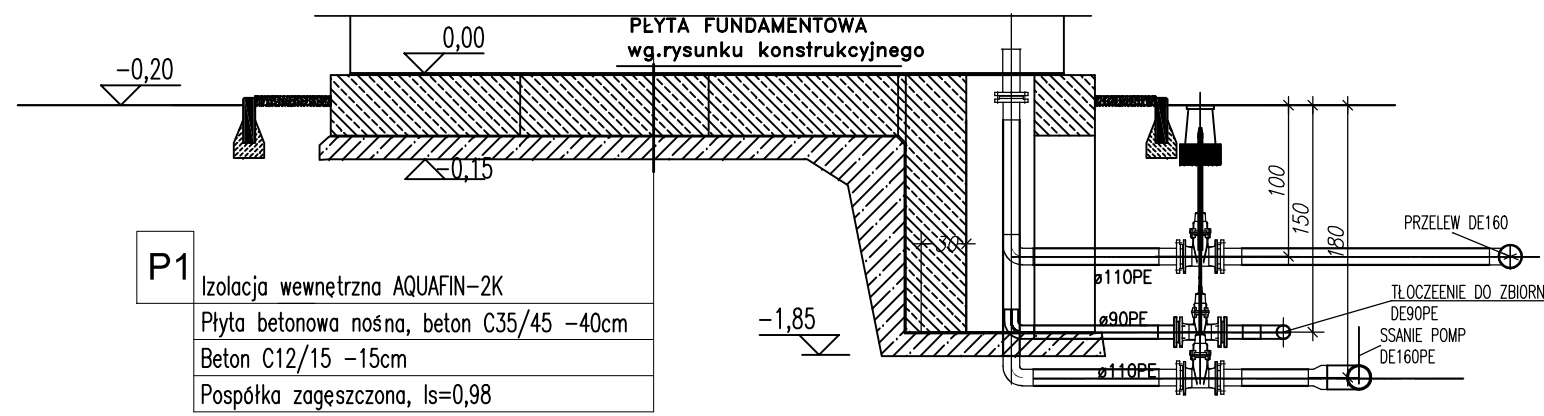 PŁYTA FUNDAMENTOWA
wg.rysunku konstrukcyjnego
0,00
-0,20
-0,15
100
150
180
30
PRZELEW DE160
ø110PE
TŁOCZEENIE DO ZBIORN
DE90PE
ø90PE
SSANIE POMP
DE160PE
ø110PE
-1,85
P1
Izolacja wewnętrzna AQUAFIN-2K
Płyta betonowa nośna, beton C35/45 -40cm
Beton C12/15 -15cm
Pospółka zagęszczona, Is=0,98